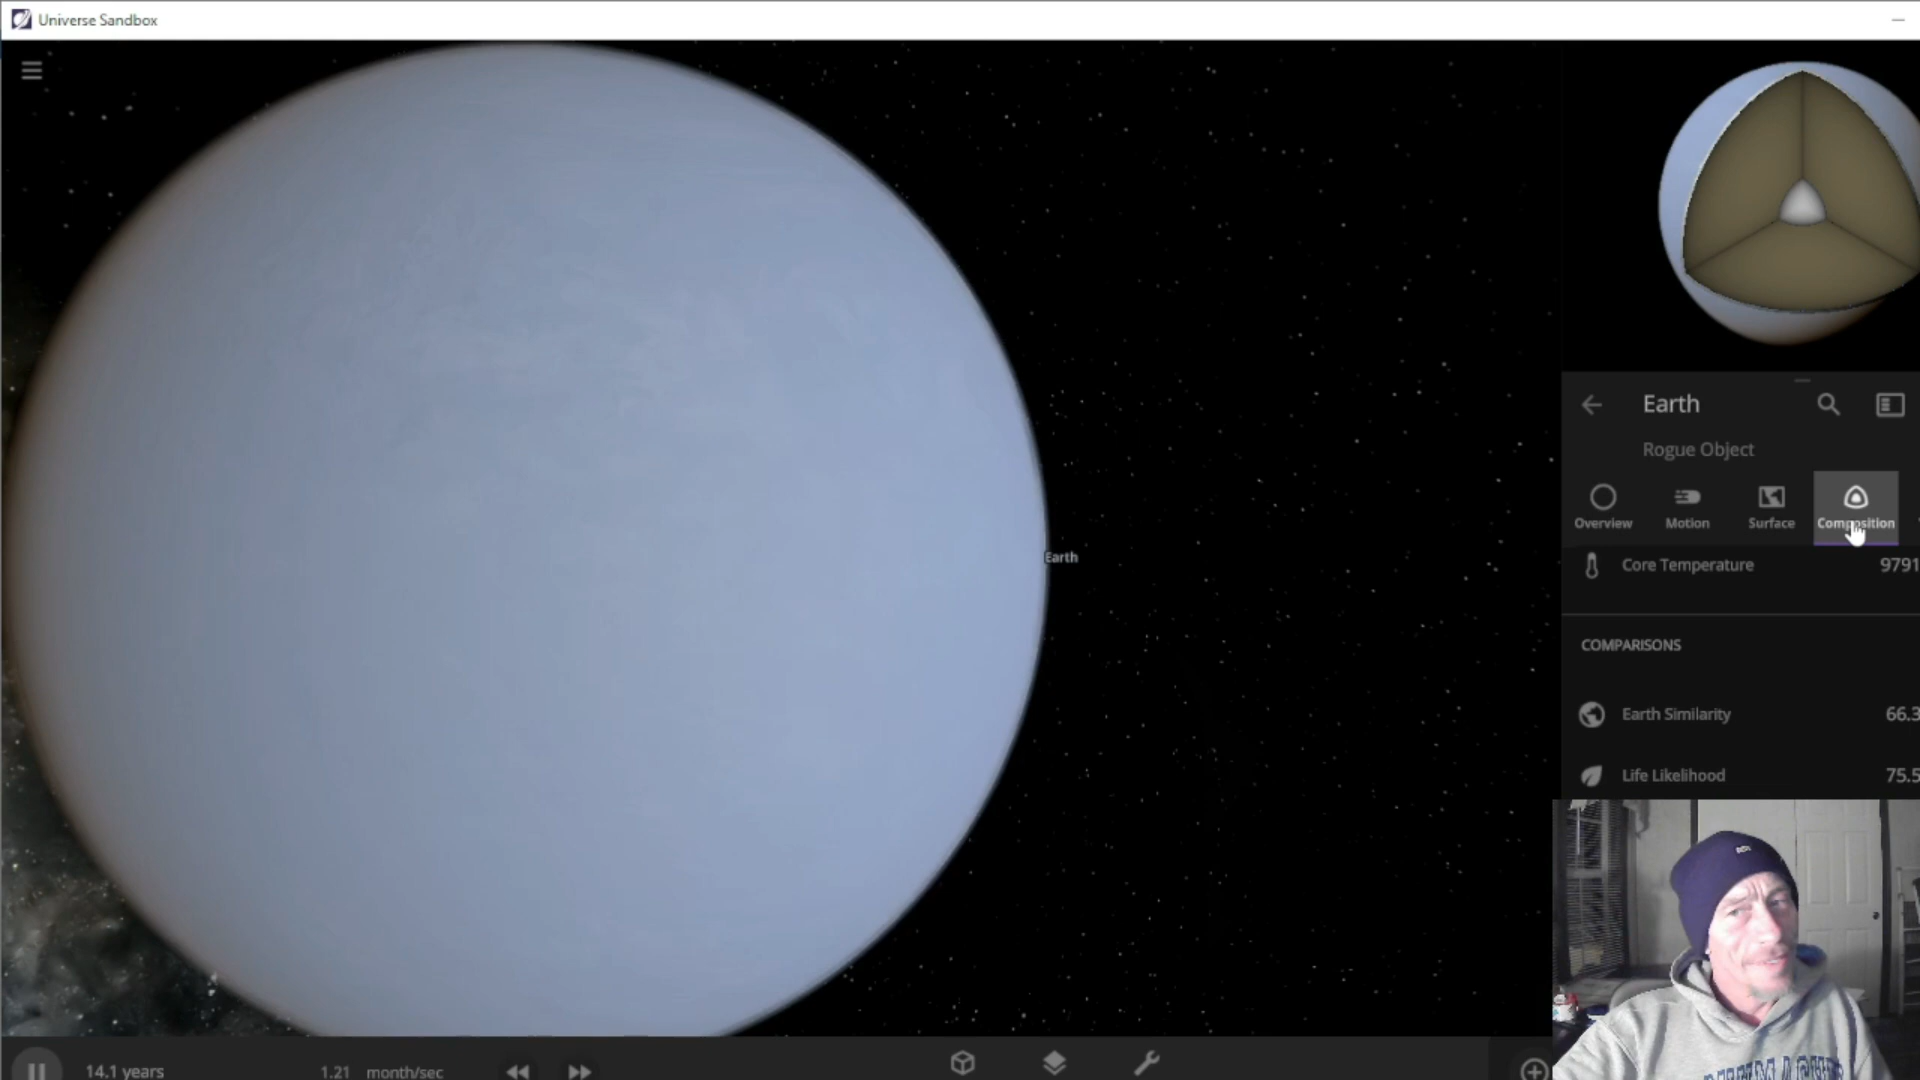 Universe Sandbox
Earth
Earth
Rogue Object
Overview
Motion
Surface
Composition
Core Temperature 9791
COMPARISONS
Earth Similarity 66.3
Life Likelihood 75.5
14.1 years
1.21 month/sec